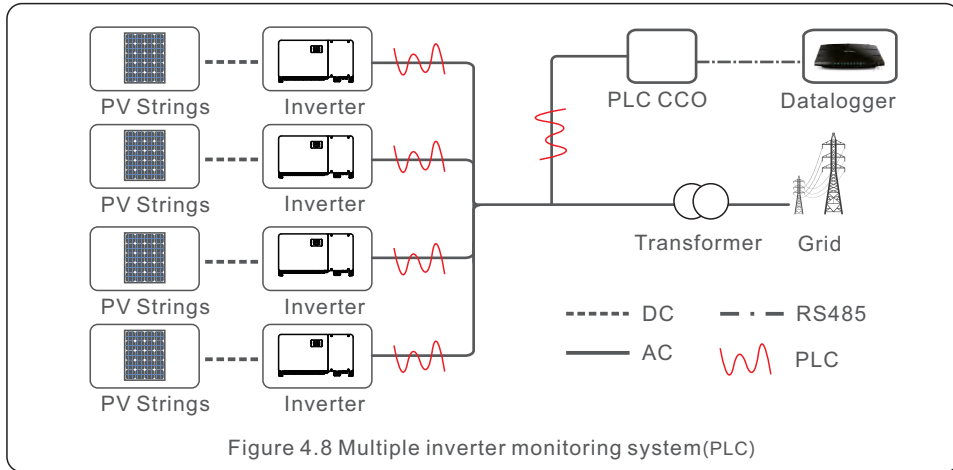 PV Strings
Inverter
PLC CCO
Datalogger
PV Strings
Inverter
PV Strings
Inverter
Transformer
Grid
PV Strings
Inverter
DC
RS485
AC
PLC
Figure 4.8 Multiple inverter monitoring system(PLC)